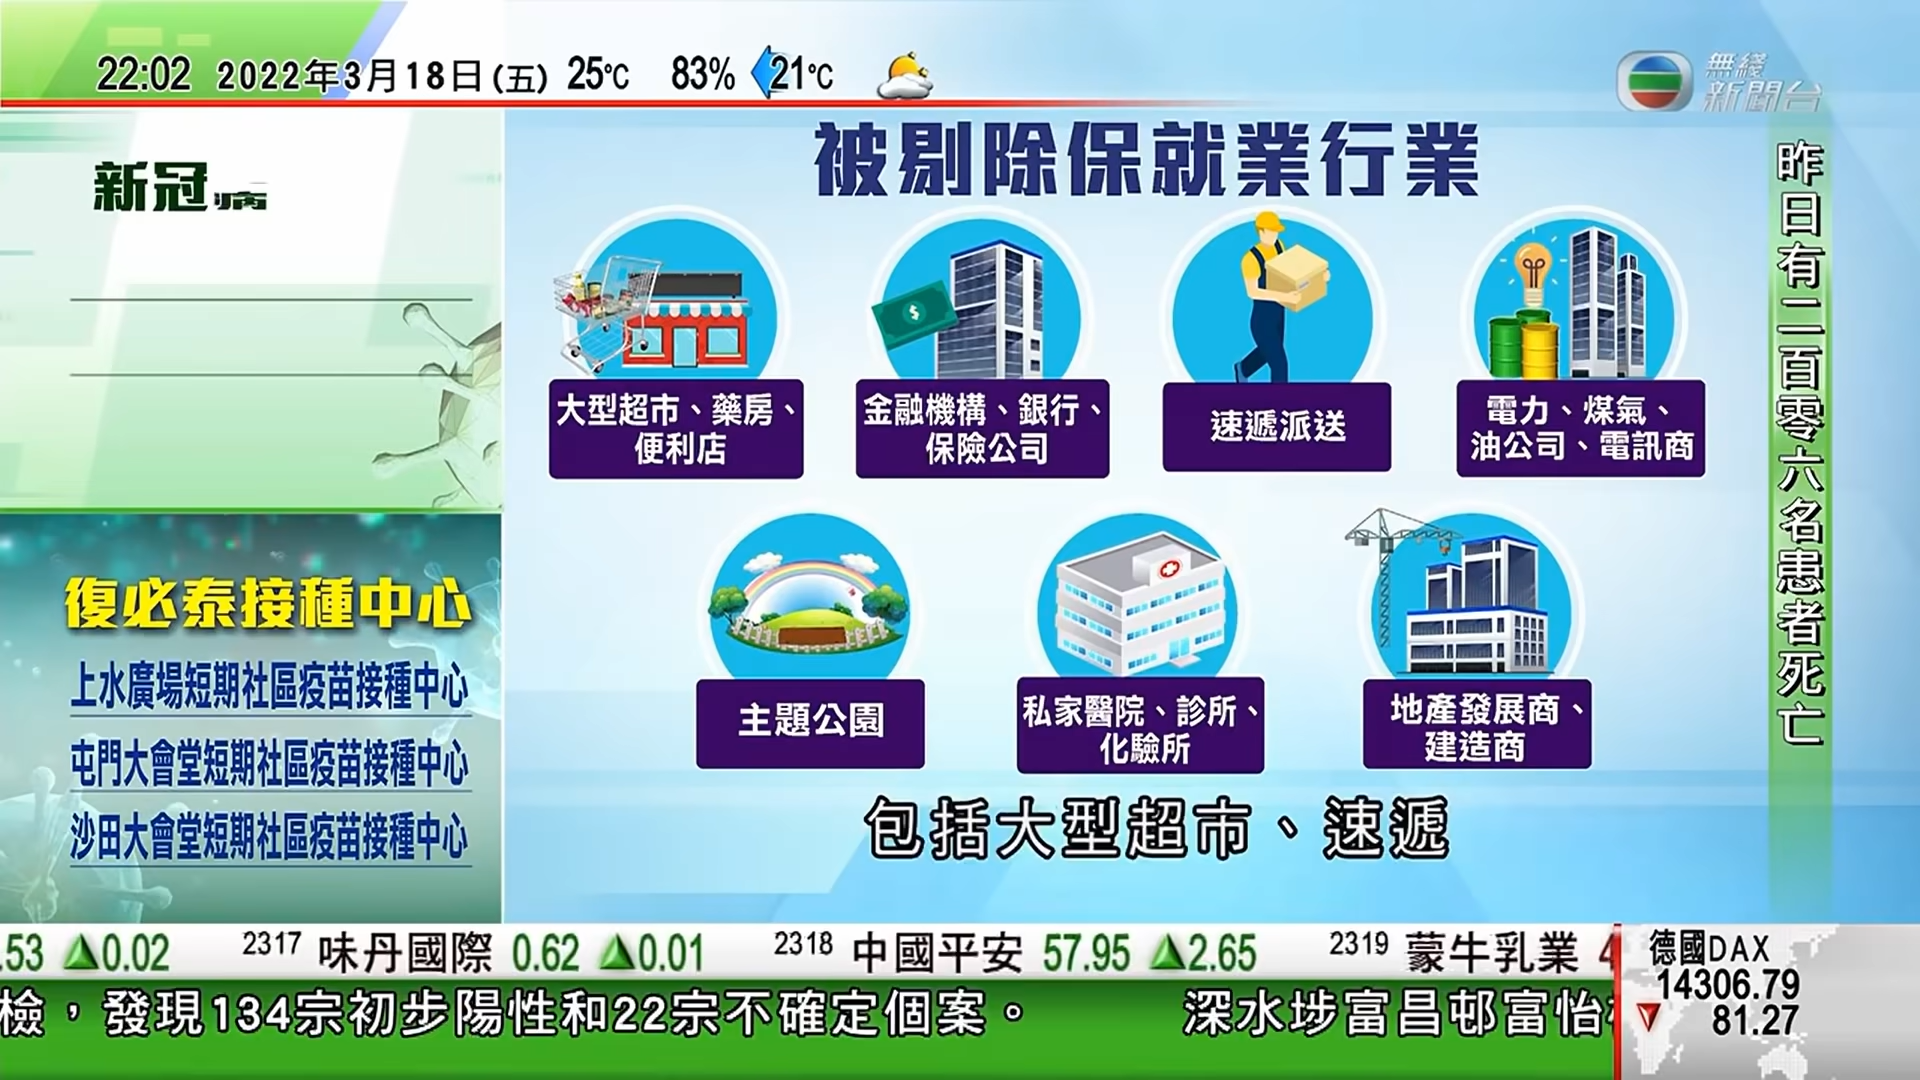 22:02 2022年3月18日(五) 25℃ 83% 21℃
無綫
新聞台
新冠
被剔除保就業行業
大型超市、藥房、
便利店
金融機構、銀行、
保險公司
速遞派送
電力、煤氣、
油公司、電訊商
主題公園
私家醫院、診所、
化驗所
地產發展商、
建造商
包括大型超市、速遞
復必泰接種中心
上水廣場短期社區疫苗接種中心
屯門大會堂短期社區疫苗接種中心
沙田大會堂短期社區疫苗接種中心
昨日有二百零六名患者死亡
.53 ▲0.02 2317 味丹國際 0.62 ▲0.01 2318 中國平安 57.95 ▲2.65 2319 蒙牛乳業
德國DAX
14306.79
▼ 81.27
檢，發現134宗初步陽性和22宗不確定個案。 深水埗富昌邨富怡